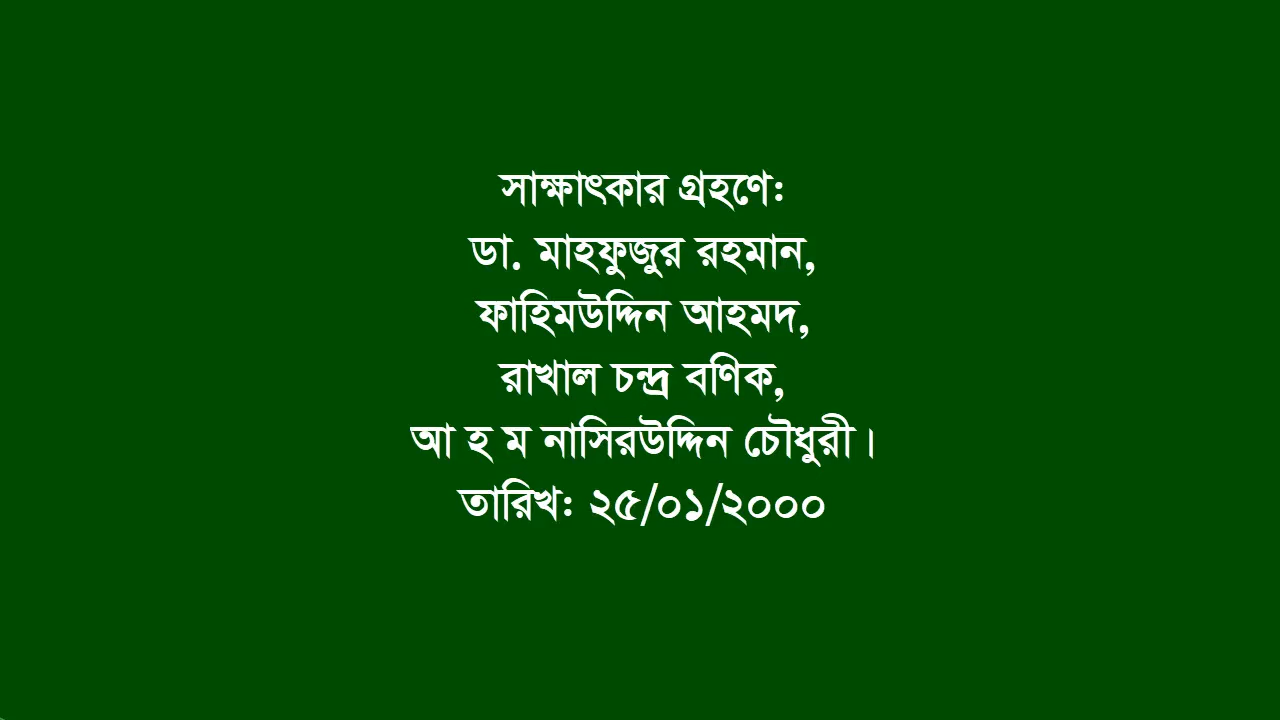 সাক্ষাৎকার গ্রহণে:
ডা. মাহফুজুর রহমান,
ফাহিমউদ্দিন আহমদ,
রাখাল চন্দ্র বণিক,
আ হ ম নাসিরউদ্দিন চৌধুরী।
তারিখ: ২৫/০১/২০০০